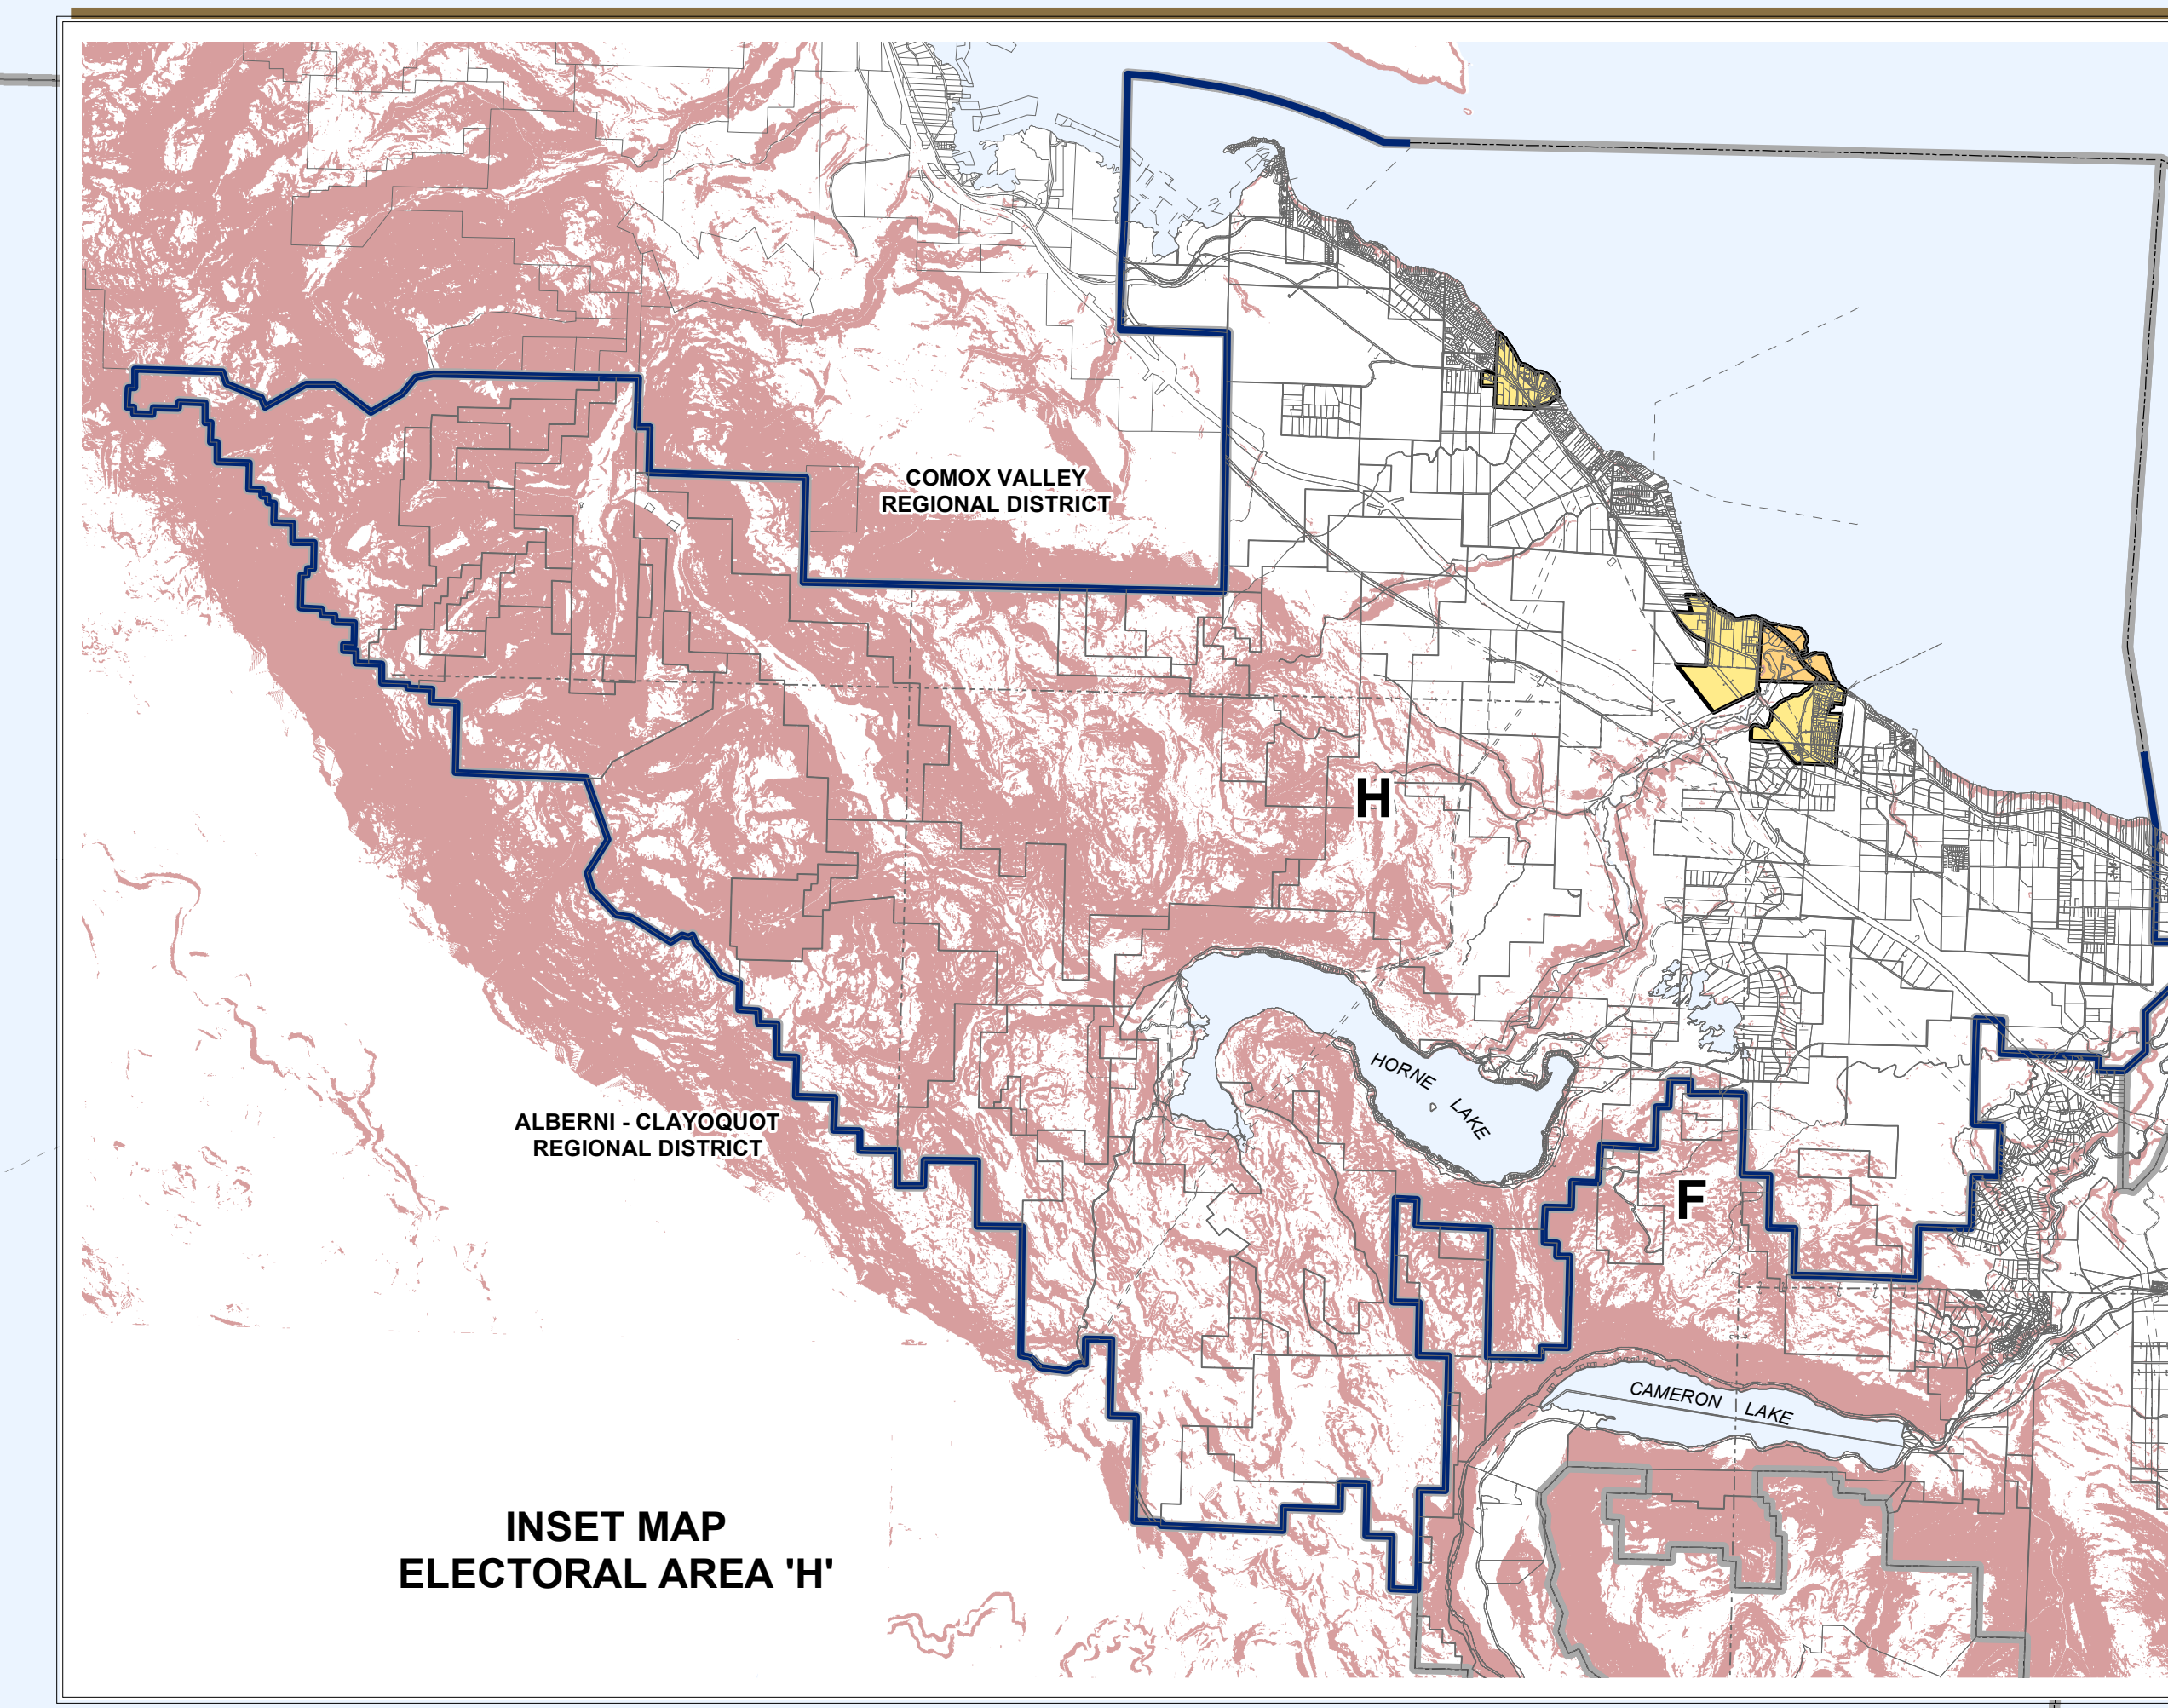 COMOX VALLEY
REGIONAL DISTRICT
H
HORNE
LAKE
ALBERNI - CLAYOQUOT
REGIONAL DISTRICT
F
CAMERON LAKE
INSET MAP
ELECTORAL AREA 'H'